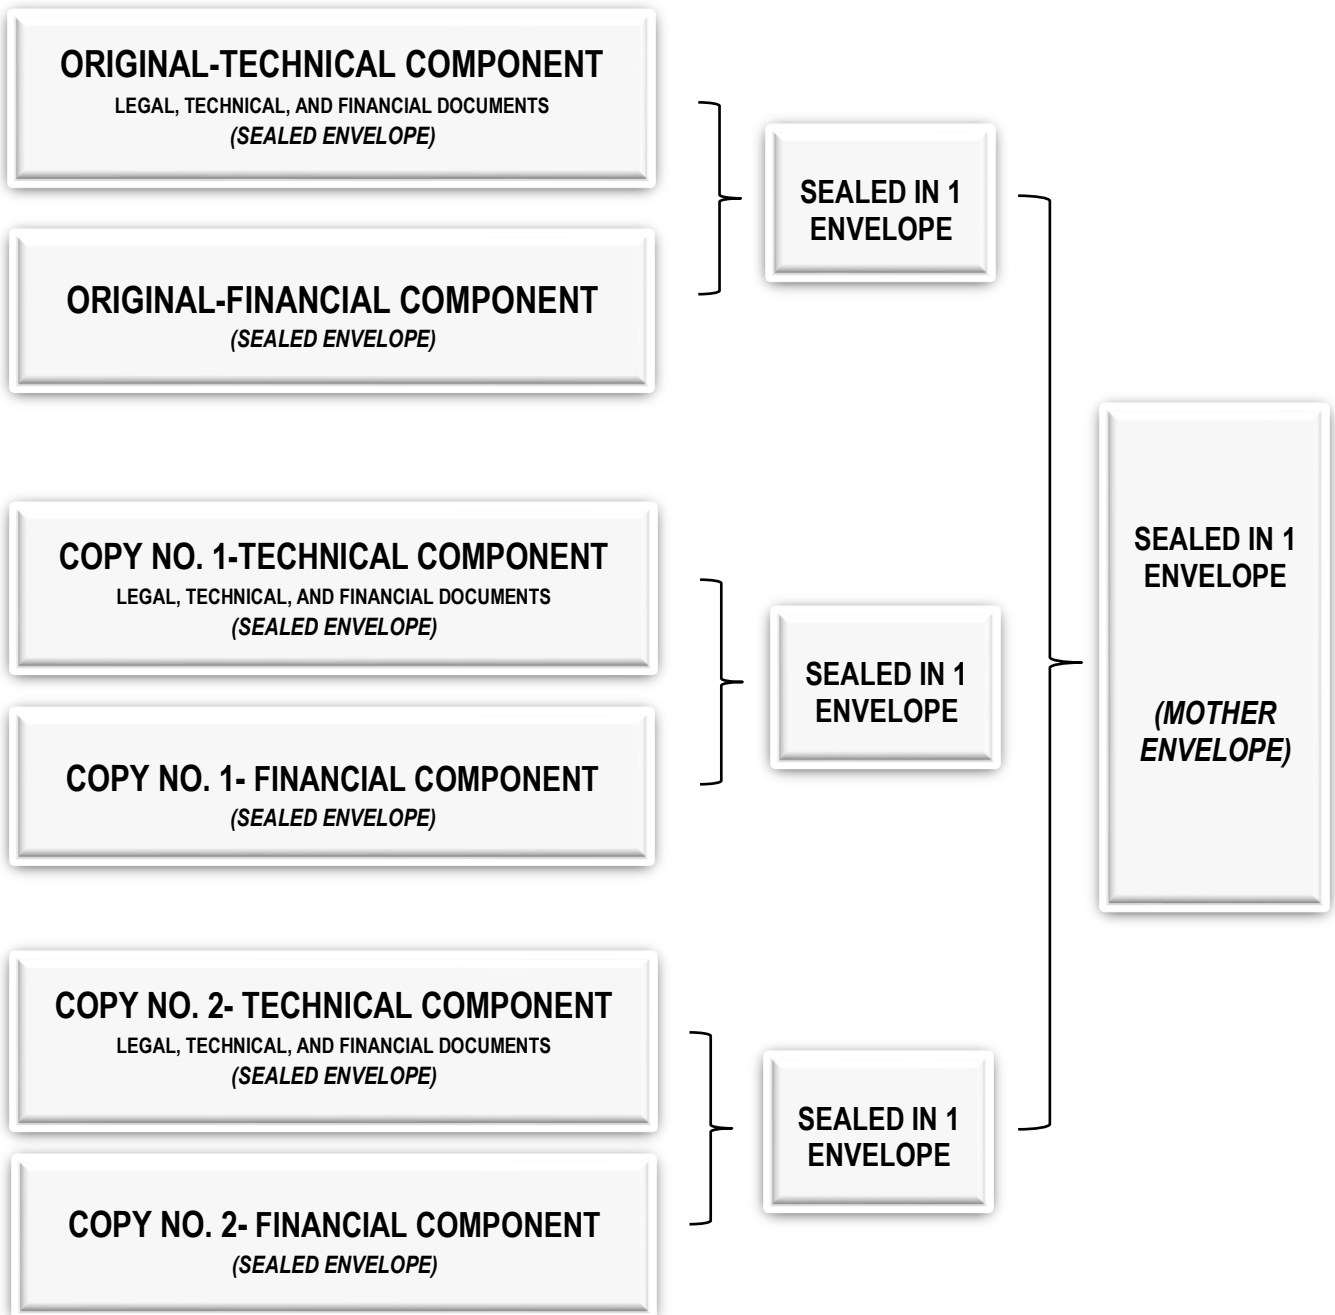 ORIGINAL-TECHNICAL COMPONENT
LEGAL, TECHNICAL, AND FINANCIAL DOCUMENTS
(SEALED ENVELOPE)
ORIGINAL-FINANCIAL COMPONENT
(SEALED ENVELOPE)
SEALED IN 1
ENVELOPE
COPY NO. 1-TECHNICAL COMPONENT
LEGAL, TECHNICAL, AND FINANCIAL DOCUMENTS
(SEALED ENVELOPE)
COPY NO. 1- FINANCIAL COMPONENT
(SEALED ENVELOPE)
SEALED IN 1
ENVELOPE
COPY NO. 2- TECHNICAL COMPONENT
LEGAL, TECHNICAL, AND FINANCIAL DOCUMENTS
(SEALED ENVELOPE)
COPY NO. 2- FINANCIAL COMPONENT
(SEALED ENVELOPE)
SEALED IN 1
ENVELOPE
SEALED IN 1
ENVELOPE
(MOTHER
ENVELOPE)